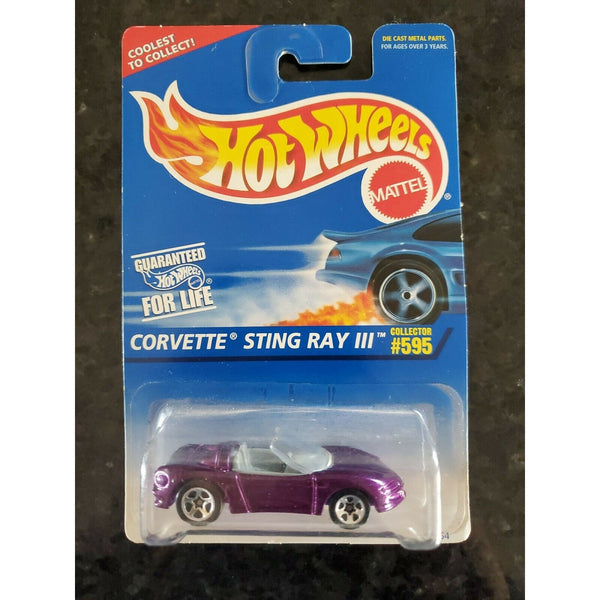 COOLEST
TO COLLECT!
DIE CAST METAL PARTS.
FOR AGES OVER 3 YEARS.
HOT WHEELS
®
MATTEL
GUARANTEED
HOT WHEELS ®
FOR LIFE
CORVETTE® STING RAY III™
COLLECTOR
#595